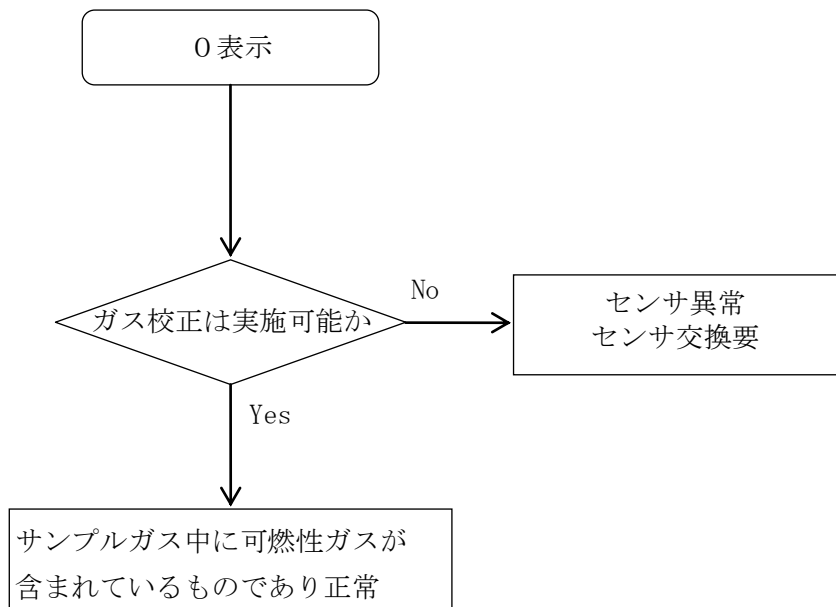 0表示
ガス校正は実施可能か
No
センサ異常
センサ交換要
Yes
サンプルガス中に可燃性ガスが
含まれているものであり正常